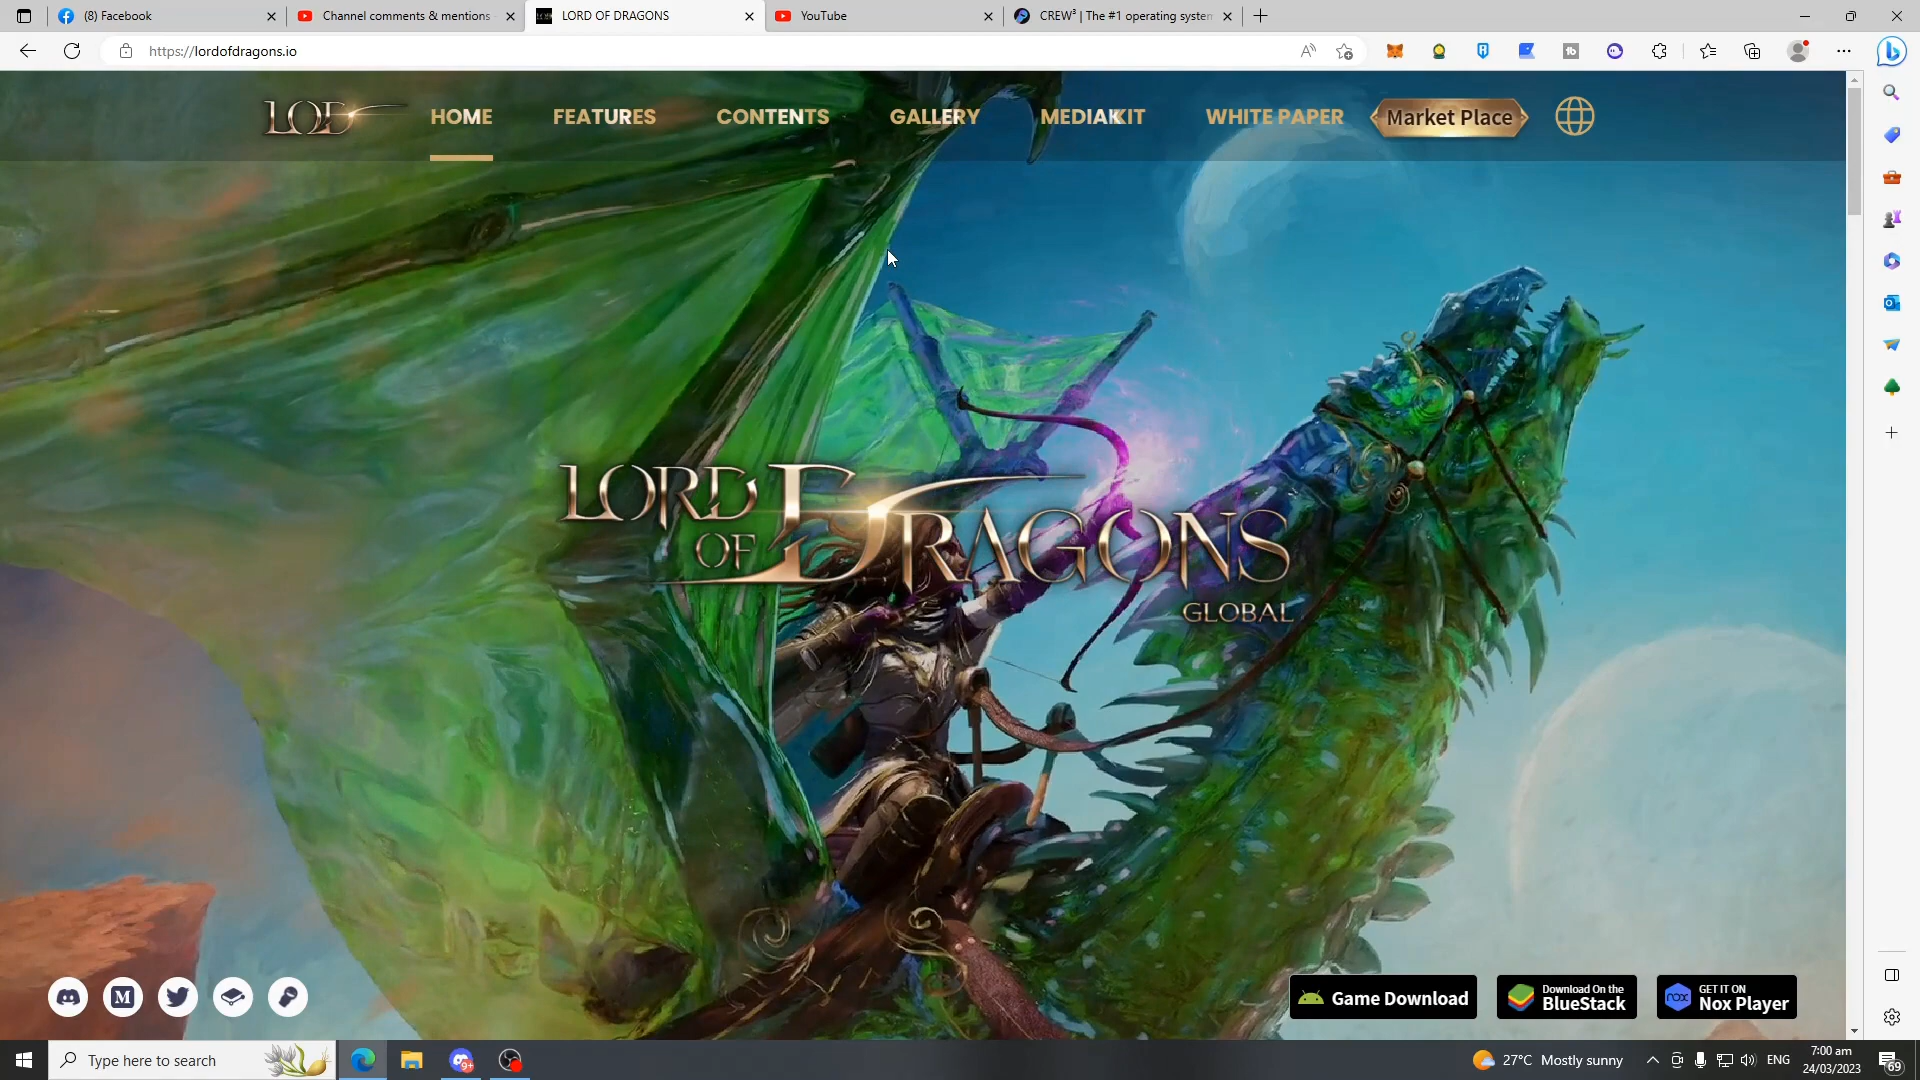 (8) Facebook
Channel comments & mentions
LORD OF DRAGONS
YouTube
CREW³ | The #1 operating system
https://lordofdragons.io
LOD
HOME
FEATURES
CONTENTS
GALLERY
MEDIAKIT
WHITE PAPER
Market Place
LORD
OF DRAGONS
GLOBAL
Game Download
Download On the
BlueStack
GET IT ON
Nox Player
Type here to search
27°C Mostly sunny
ENG
7:00 am
24/03/2023